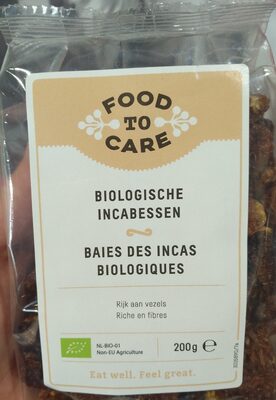 FOOD
TO
CARE
BIOLOGISCHE
INCABESSEN
BAIES DES INCAS
BIOLOGIQUES
Rijk aan vezels
Riche en fibres
NL-BIO-01
Non-EU Agriculture
200g e
Eat well. Feel great.